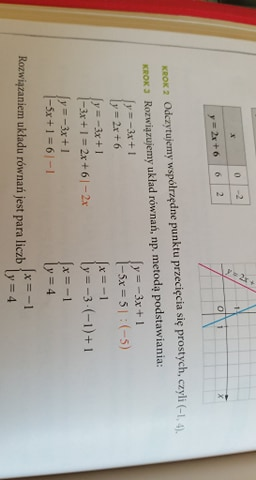 x 0 −2
y = 2x + 6 6 2
y = 2x +
1
O 1 x
KROK 2 Odczytujemy współrzędne punktu przecięcia się prostych, czyli (−1, 4).
KROK 3 Rozwiązujemy układ równań, np. metodą podstawiania:
{y = −3x + 1
{y = 2x + 6
{y = −3x + 1
{−3x + 1 = 2x + 6 | − 2x
{y = −3x + 1
{−5x + 1 = 6 | −1
{y = −3x + 1
{−5x = 5 | : (−5)
{x = −1
{y = −3 · (−1) + 1
{x = −1
{y = 4
Rozwiązaniem układu równań jest para liczb {x = −1
{y = 4